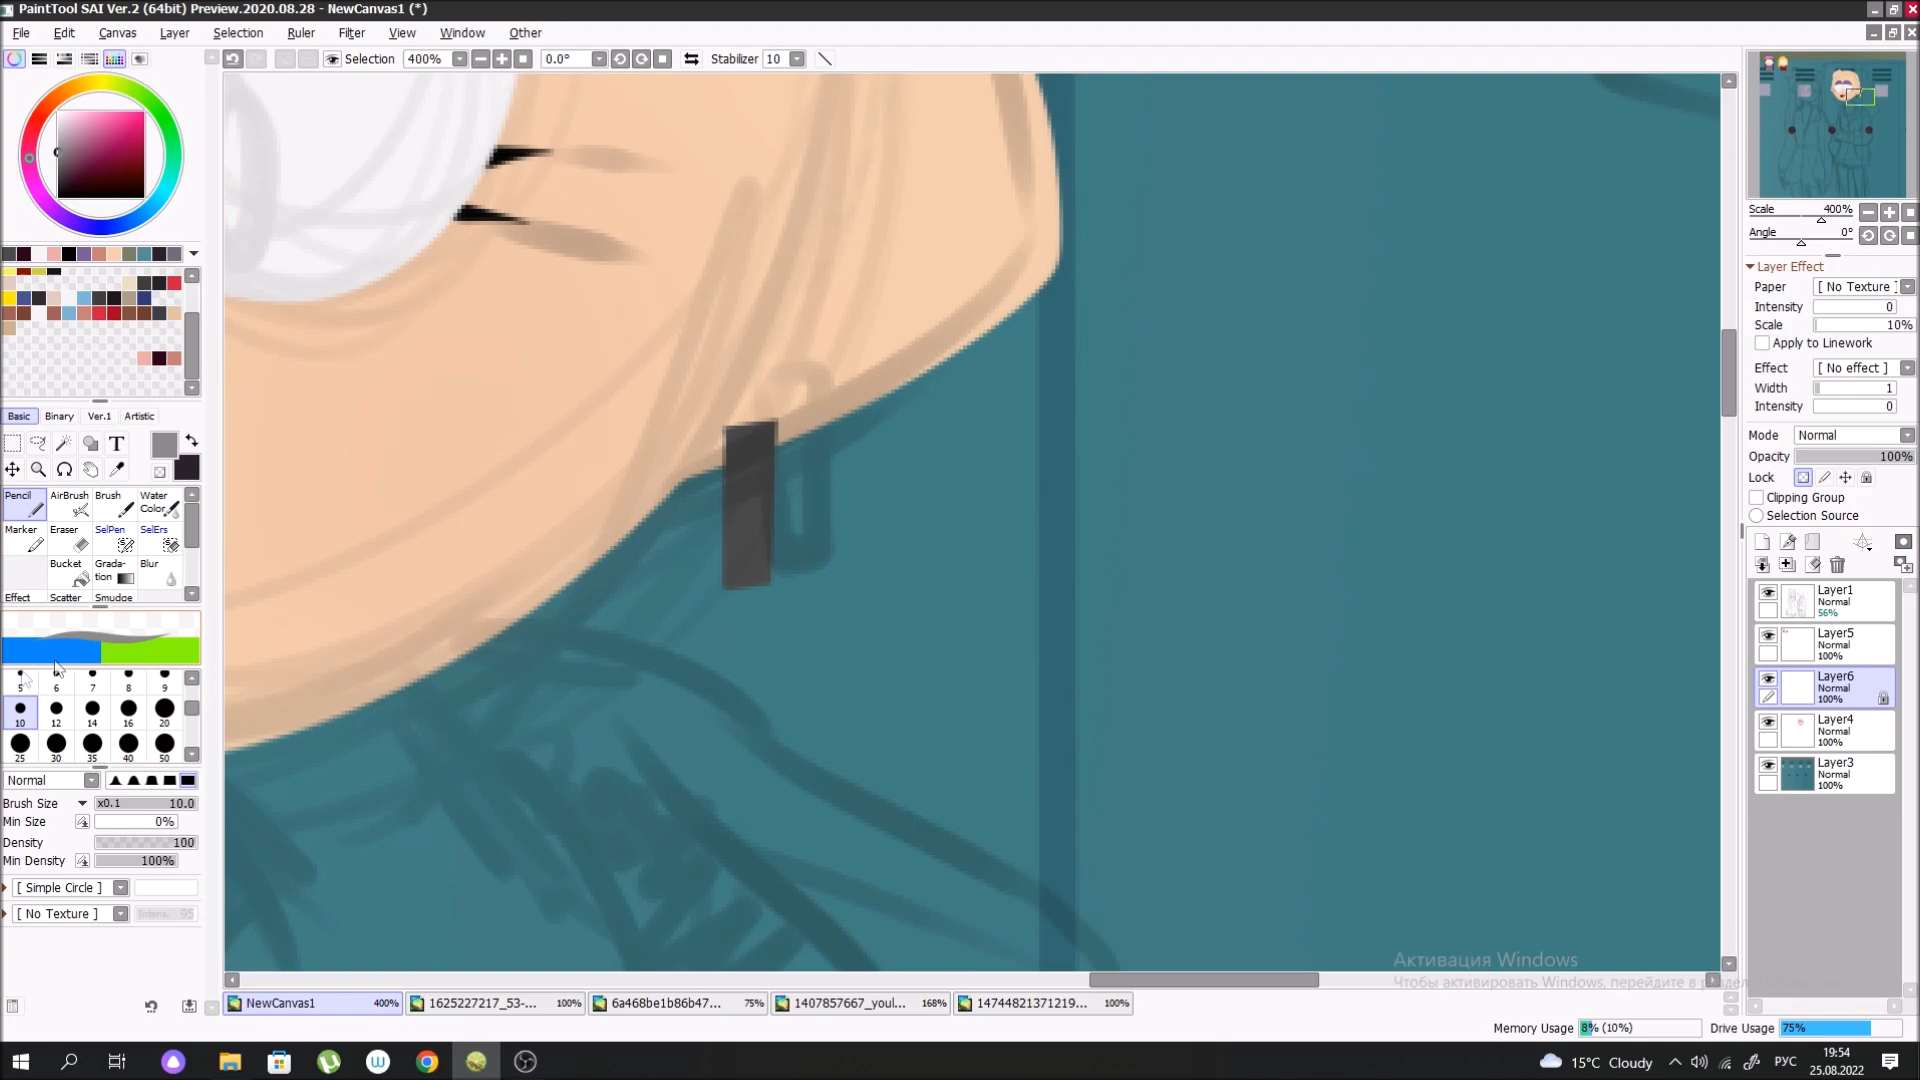 PaintTool SAI Ver.2 (64bit) Preview.2020.08.28 - NewCanvas1 (*)
File Edit Canvas Layer Selection Ruler Filter View Window Other
Selection 400% 0.0° Stabilizer 10
Scale 400%
Angle 0°
Layer Effect
Paper [ No Texture ]
Intensity 0
Scale 10%
Apply to Linework
Effect [ No effect ]
Width 1
Intensity 0
Mode Normal
Opacity 100%
Lock
Clipping Group
Selection Source
Layer1
Normal
56%
Layer5
Normal
100%
Layer6
Normal
100%
Layer4
Normal
100%
Layer3
Normal
100%
Basic Binary Ver.1 Artistic
T
Pencil AirBrush Brush Water Color
Marker Eraser SelPen SelErs
Bucket Grada-tion Blur
Effect Scatter Smudge
5 6 7 8 9
10 12 14 16 20
25 30 35 40 50
Normal
Brush Size x0.1 10.0
Min Size 0%
Density 100
Min Density 100%
[ Simple Circle ]
[ No Texture ] Intens. 95
Активация Windows
Чтобы активировать Windows, перейдите в раздел
NewCanvas1 400% 1625227217_53-... 100% 6a468be1b86b47... 75% 1407857667_youl... 168% 14744821371219... 100%
Memory Usage 8% (10%) Drive Usage 75%
15°C Cloudy РУС 19:54
25.08.2022